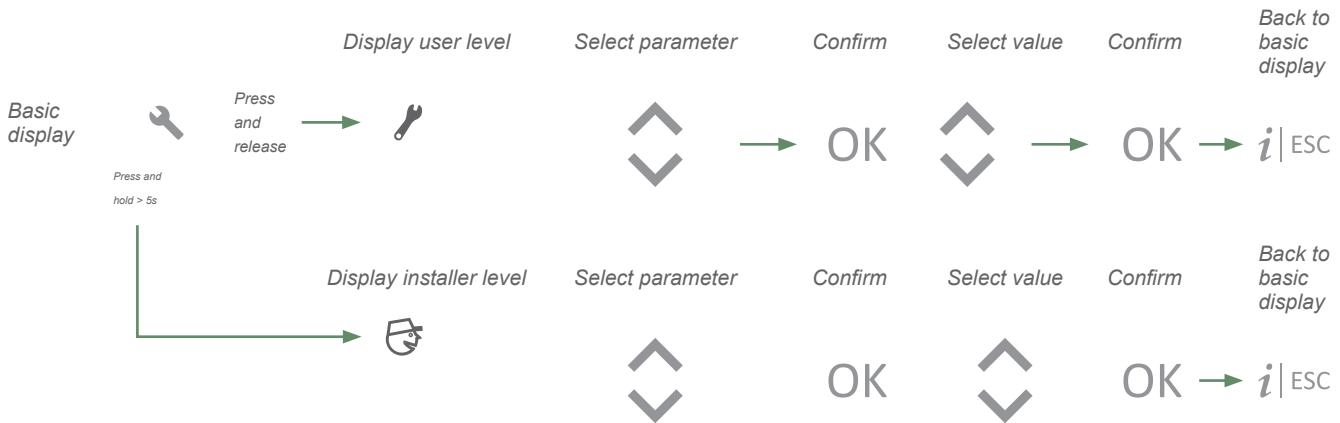 Display user level
Select parameter
Confirm
Select value
Confirm
Back to
basic
display
Basic
display
Press
and
release
OK
OK
i | ESC
Press and
hold > 5s
Display installer level
Select parameter
Confirm
Select value
Confirm
Back to
basic
display
OK
OK
i | ESC